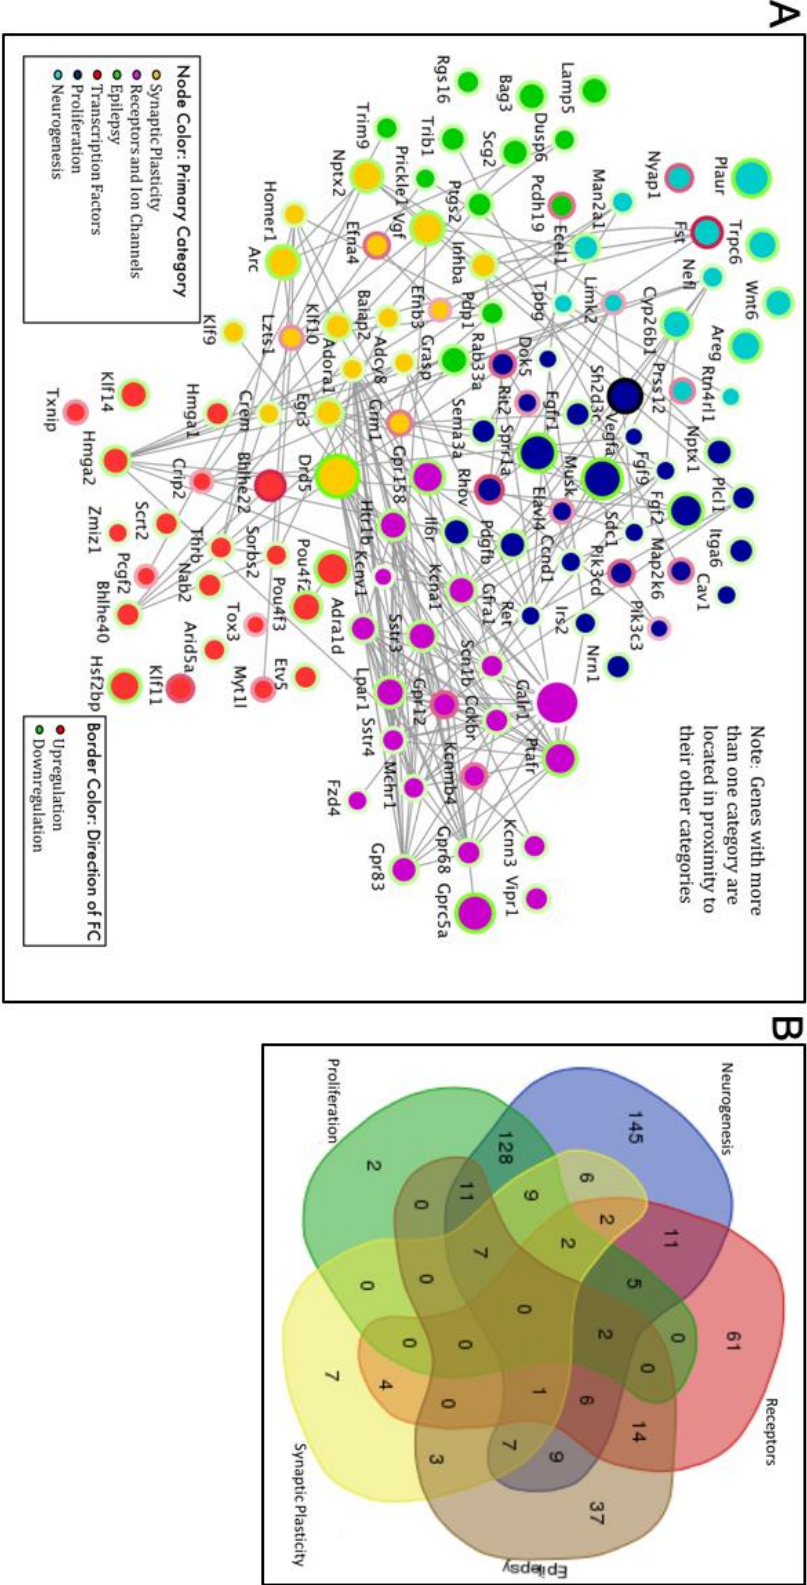 A
Plaur
Trpc6
Wnt6
Areg
Nyap1
Fst
Nefl
Cyp26b1
Prss12
Rtn4rl1
Note: Genes with more
than one category are
located in proximity to
their other categories
Lamp5
Dusp6
Man2a1
Limk2
Sh2d3c
Vegfa
Nptx1
Plcl1
Itga6
Cav1
Bag3
Pcdh19
Ecel1
Tpbg
Dok5
Fgfr1
Fgf9
Fgf2
Map2k6
Pik3c3
Rgs16
Scg2
Ptgs2
Inhba
Pdp1
Rab33a
Rit2
Sprr1a
Musk
Sdc1
Pik3cd
Nrn1
Trib1
Prickle1
Vgf
Efnb3
Grasp
Sema3a
Rhov
Elavl4
Ccnd1
Irs2
Trim9
Nptx2
Efna4
Baiap2
Adcy8
Grm1
Gpr158
Il6r
Pdgfb
Ret
Galr1
Ptafr
Homer1
Arc
Lzts1
Klf10
Adora1
Egr3
Drd5
Htr1b
Kcnv1
Kcna1
Gfra1
Scn1b
Cckbr
Kcnmb4
Kcnn3
Vipr1
Klf9
Crem
Bhlhe22
Sstr3
Gpr12
Gpr68
Gprc5a
Klf14
Hmga1
Crip2
Thrb
Sorbs2
Pou4f2
Adra1d
Lpar1
Sstr4
Mchr1
Gpr83
Fzd4
Txnip
Hmga2
Scrt2
Nab2
Pou4f3
Etv5
Zmiz1
Pcgf2
Tox3
Myt1l
Bhlhe40
Arid5a
Klf11
Hsf2bp
Node Color: Primary Category
Synaptic Plasticity
Receptors and Ion Channels
Epilepsy
Transcription Factors
Proliferation
Neurogenesis
Border Color: Direction of FC
Upregulation
Downregulation
B
Neurogenesis
Receptors
145
11
61
6
2
5
0
128
9
2
2
0
14
11
7
0
1
6
9
37
2
0
0
0
0
7
0
0
4
3
7
Proliferation
Synaptic Plasticity
Epilepsy